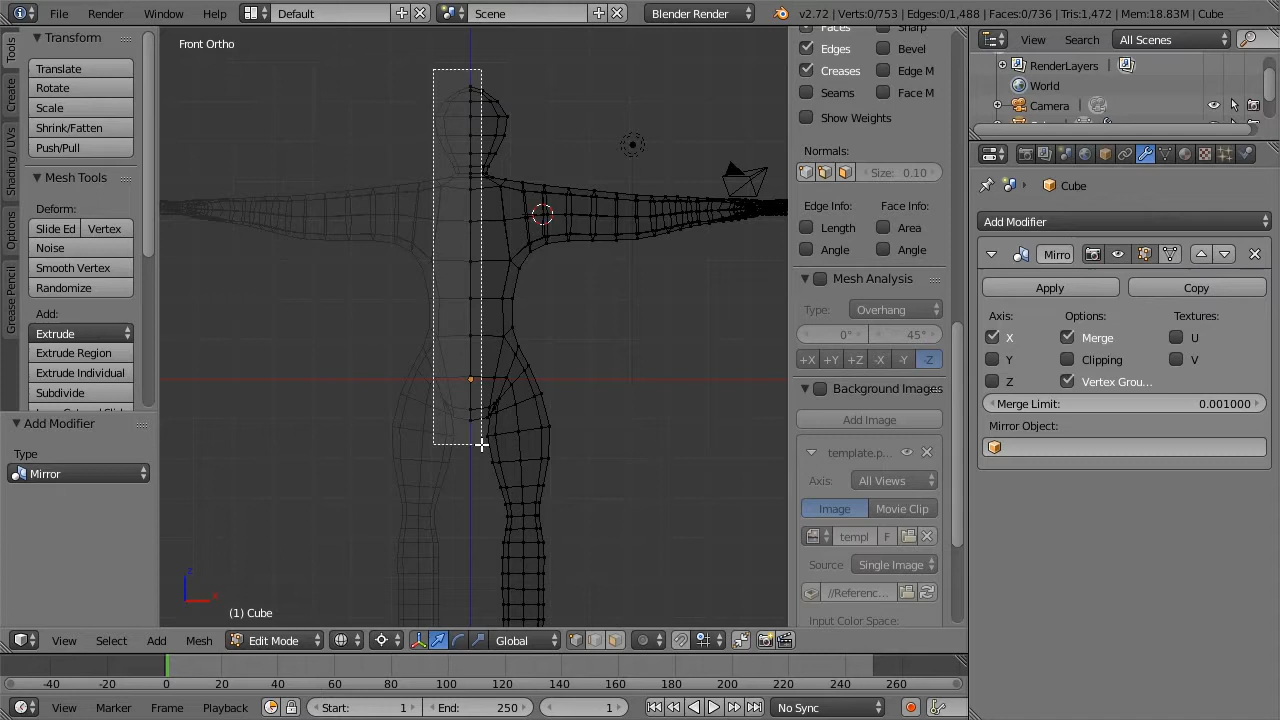 File Render Window Help Default Scene Blender Render v2.72 | Verts:0/753 | Edges:0/1,488 | Faces:0/736 | Tris:1,472 | Mem:18.83M | Cube
Tools
Create
Shading / UVs
Options
Grease Pencil
Transform
Translate
Rotate
Scale
Shrink/Fatten
Push/Pull
Mesh Tools
Deform:
Slide Ed Vertex
Noise
Smooth Vertex
Randomize
Add:
Extrude
Extrude Region
Extrude Individual
Subdivide
Add Modifier
Type
Mirror
Front Ortho
(1) Cube
Faces Sharp
Edges Bevel
Creases Edge M
Seams Face M
Show Weights
Normals:
Size: 0.10
Edge Info: Face Info:
Length Area
Angle Angle
Mesh Analysis
Type: Overhang
0° 45°
+X +Y +Z -X -Y -Z
Background Images
Add Image
template.p...
Axis: All Views
Image Movie Clip
templ F
Source Single Image
//Referenc...
Input Color Space:
View Search All Scenes
RenderLayers
World
Camera
Cube
Add Modifier
Mirro
Apply Copy
Axis: Options: Textures:
X Merge U
Y Clipping V
Z Vertex Grou...
Merge Limit: 0.001000
Mirror Object:
View Select Add Mesh Edit Mode Global
-40 -20 0 20 40 60 80 100 120 140 160 180 200 220 240 260
View Marker Frame Playback Start: 1 End: 250 1 No Sync